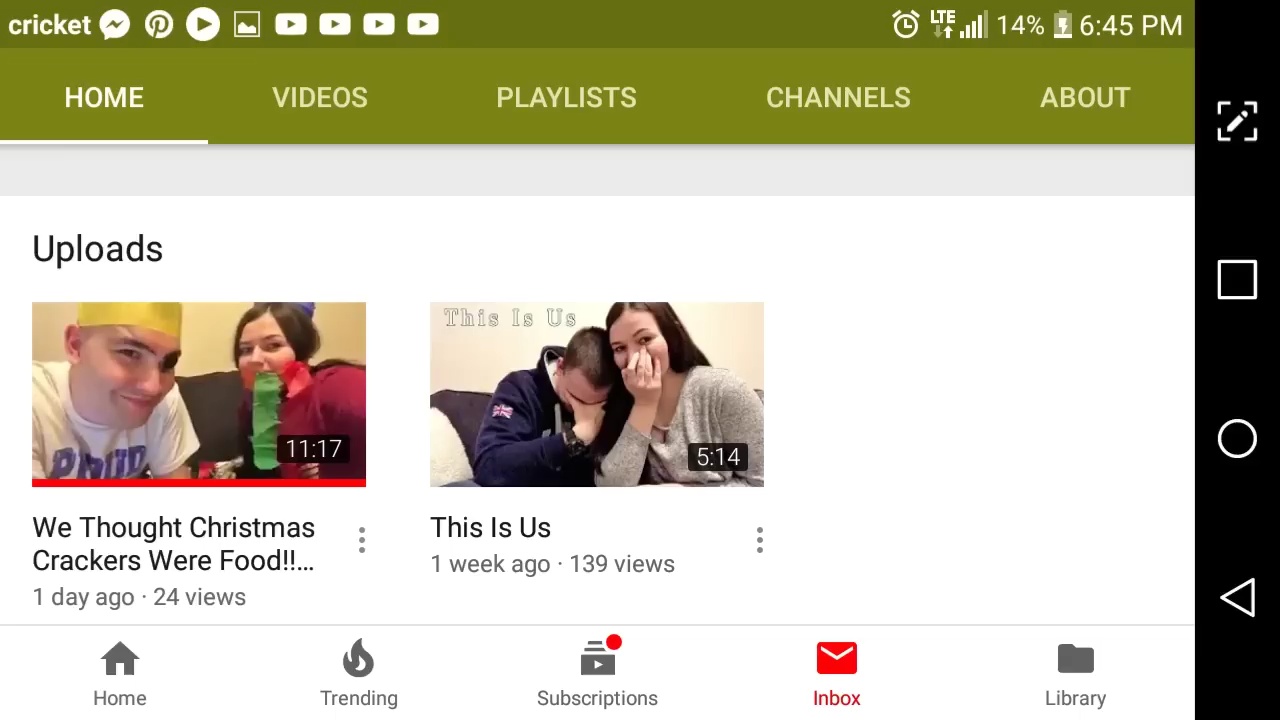 cricket LTE 14% 6:45 PM
HOME VIDEOS PLAYLISTS CHANNELS ABOUT
Uploads
This Is Us
PROUD
11:17
5:14
We Thought Christmas
Crackers Were Food!!...
1 day ago · 24 views
This Is Us
1 week ago · 139 views
Home Trending Subscriptions Inbox Library